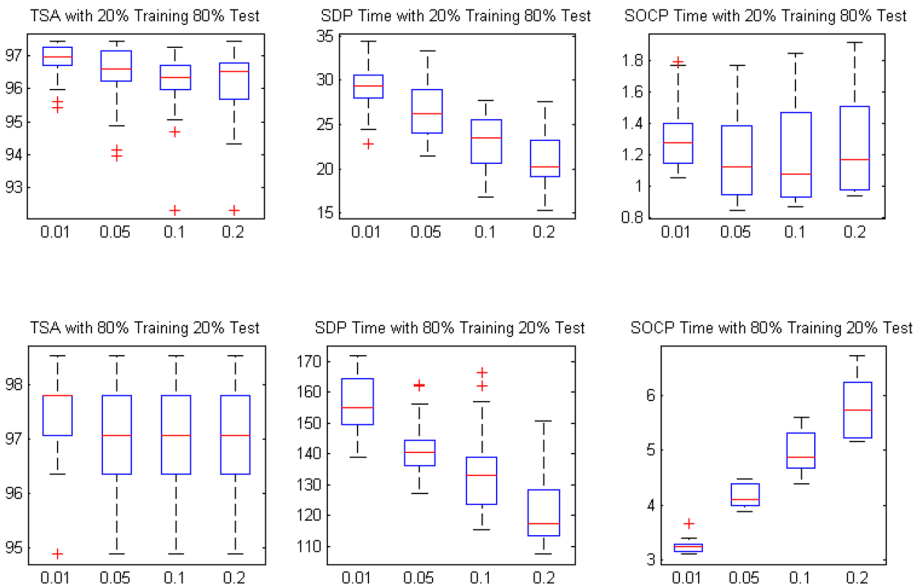 TSA with 20% Training 80% Test
SDP Time with 20% Training 80% Test
SOCP Time with 20% Training 80% Test
97
96
95
94
93
0.01 0.05 0.1 0.2
35
30
25
20
15
0.01 0.05 0.1 0.2
1.8
1.6
1.4
1.2
1
0.8
0.01 0.05 0.1 0.2
TSA with 80% Training 20% Test
SDP Time with 80% Training 20% Test
SOCP Time with 80% Training 20% Test
98
97
96
95
0.01 0.05 0.1 0.2
170
160
150
140
130
120
110
0.01 0.05 0.1 0.2
6
5
4
3
0.01 0.05 0.1 0.2